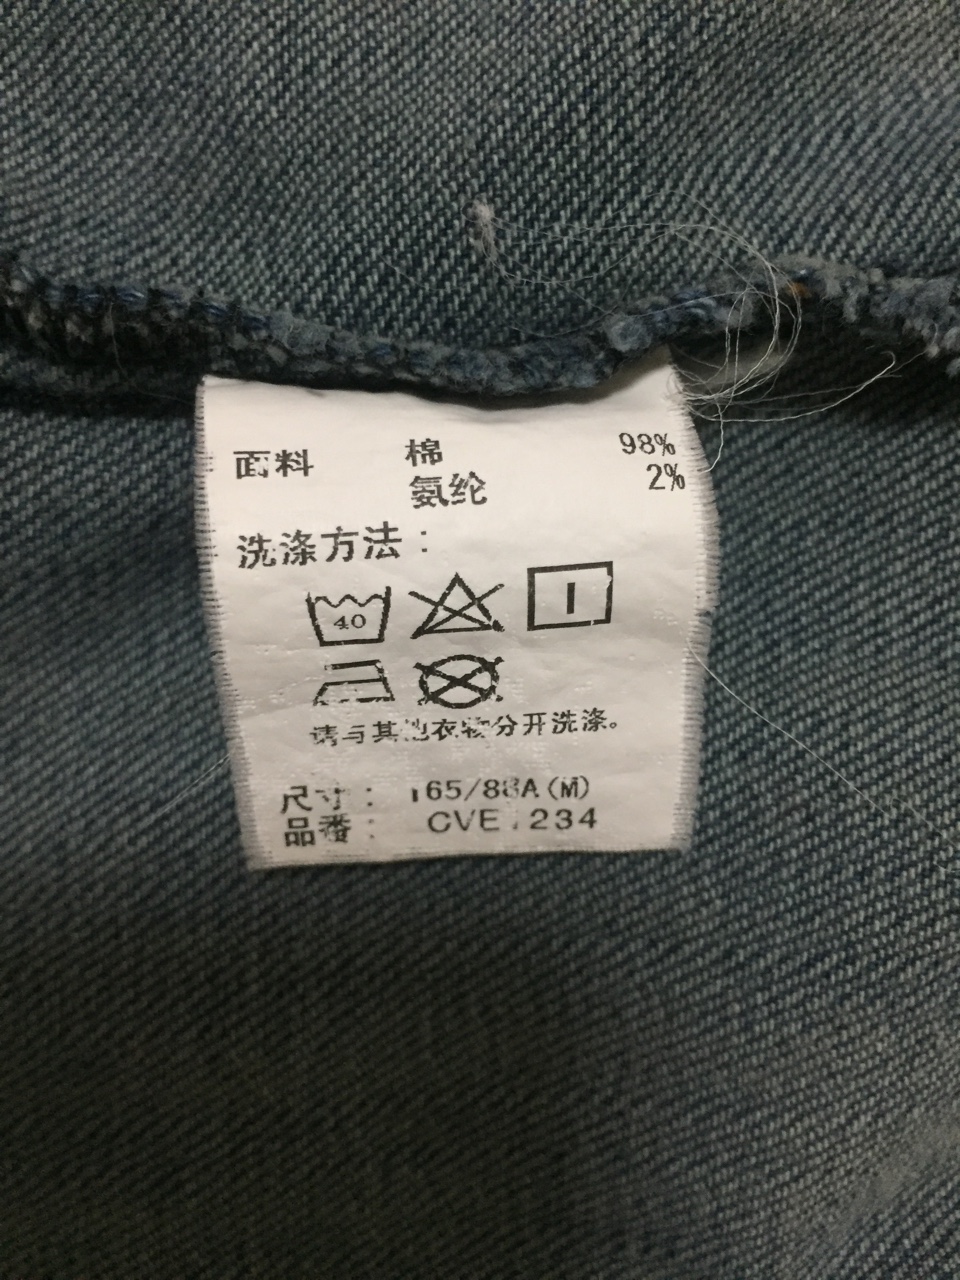 面料 棉 98%
氨纶 2%
洗涤方法：
40
请与其他衣物分开洗涤。
尺寸： 165/88A(M)
品番： CVE 234